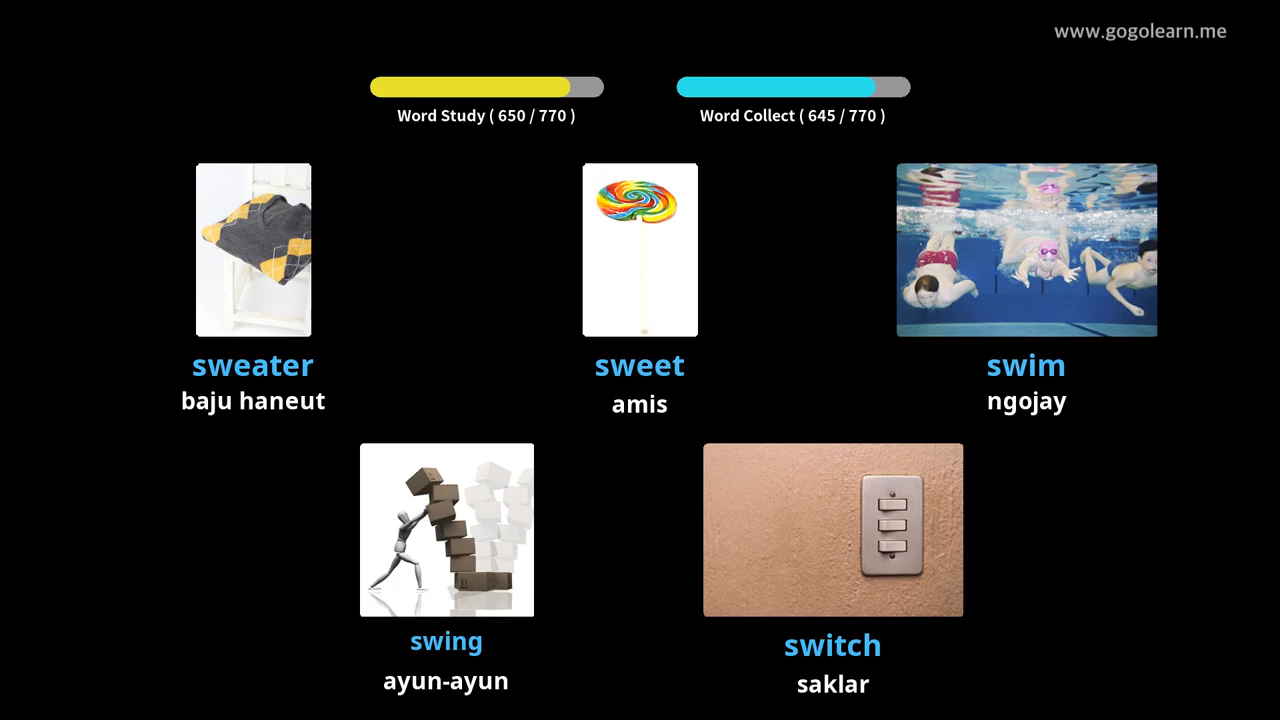 www.gogolearn.me
Word Study ( 650 / 770 )
Word Collect ( 645 / 770 )
sweater
baju haneut
sweet
amis
swim
ngojay
swing
ayun-ayun
switch
saklar